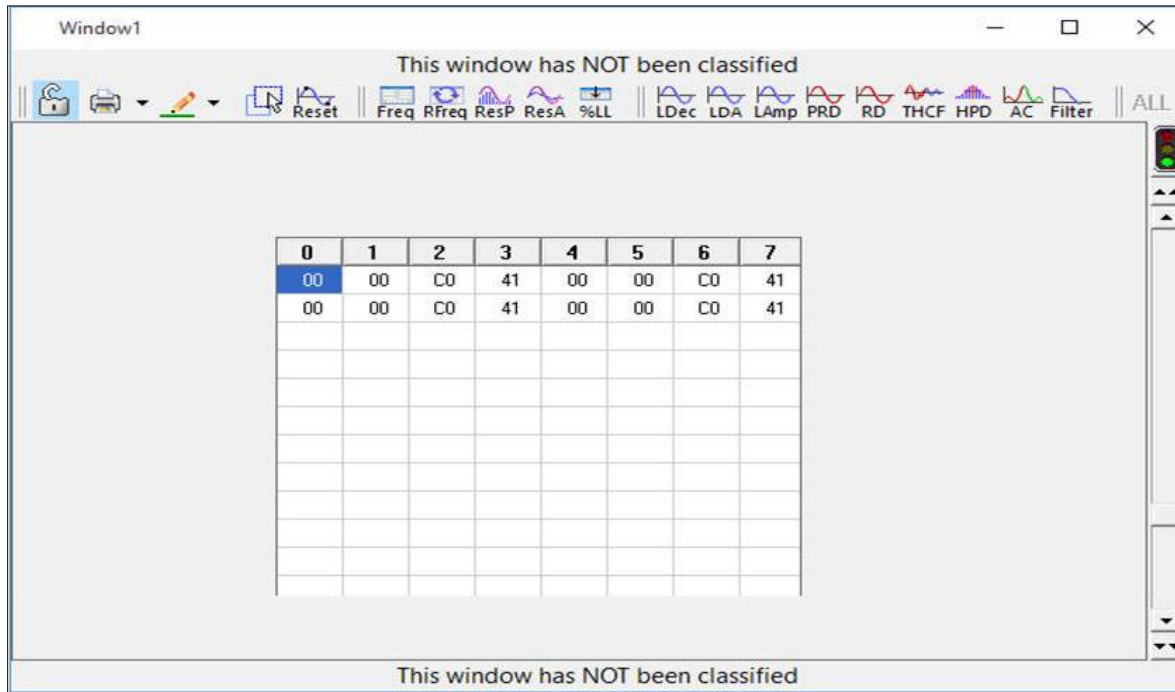 Window1
This window has NOT been classified
Reset Freq RFreq ResP ResA %LL LDec LDA LAmp PRD RD THCF HPD AC Filter ALL
0 1 2 3 4 5 6 7
00 00 C0 41 00 00 C0 41
00 00 C0 41 00 00 C0 41
This window has NOT been classified